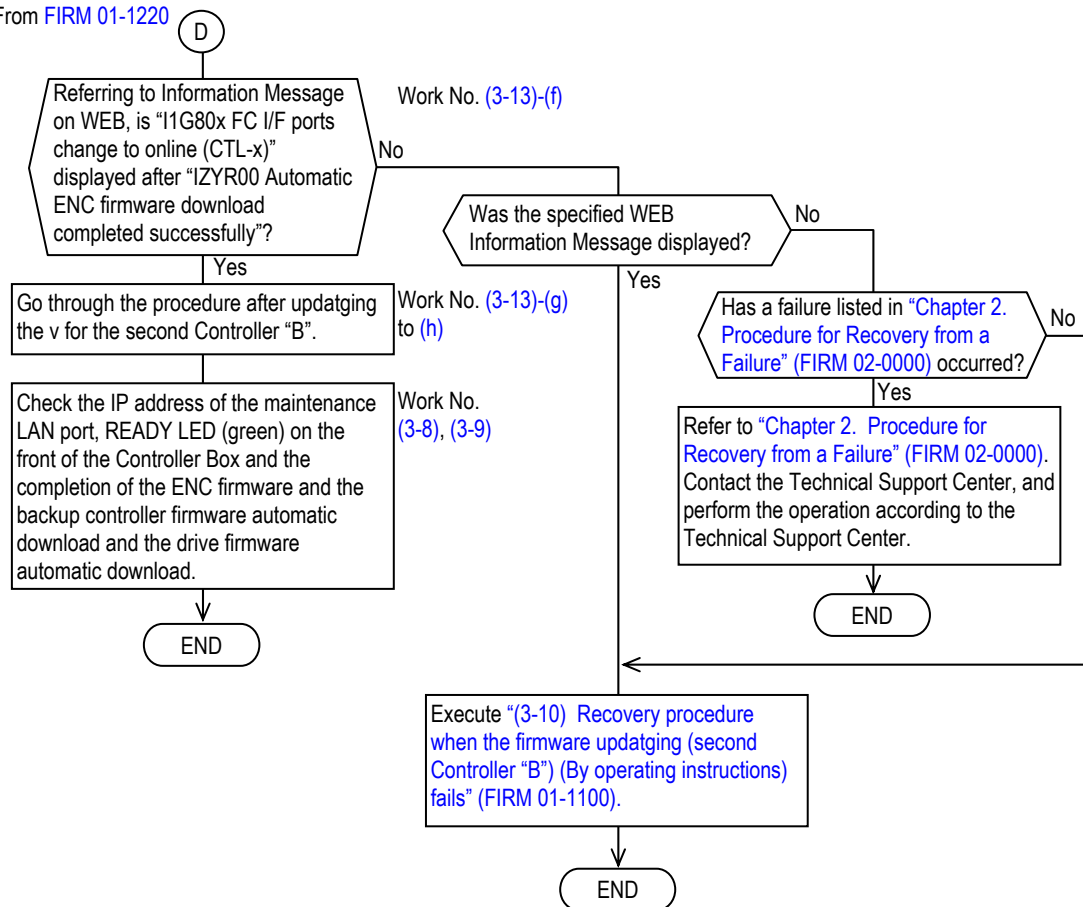 From FIRM 01-1220
D
Referring to Information Message
on WEB, is “I1G80x FC I/F ports
change to online (CTL-x)”
displayed after “IZYR00 Automatic
ENC firmware download
completed successfully”?
Work No. (3-13)-(f)
No
Yes
Was the specified WEB
Information Message displayed?
No
Yes
Go through the procedure after updatging
the v for the second Controller “B”.
Work No. (3-13)-(g)
to (h)
Has a failure listed in “Chapter 2.
Procedure for Recovery from a
Failure” (FIRM 02-0000) occurred?
No
Yes
Check the IP address of the maintenance
LAN port, READY LED (green) on the
front of the Controller Box and the
completion of the ENC firmware and the
backup controller firmware automatic
download and the drive firmware
automatic download.
Work No.
(3-8), (3-9)
Refer to “Chapter 2. Procedure for
Recovery from a Failure” (FIRM 02-0000).
Contact the Technical Support Center, and
perform the operation according to the
Technical Support Center.
END
END
Execute “(3-10) Recovery procedure
when the firmware updatging (second
Controller “B”) (By operating instructions)
fails” (FIRM 01-1100).
END